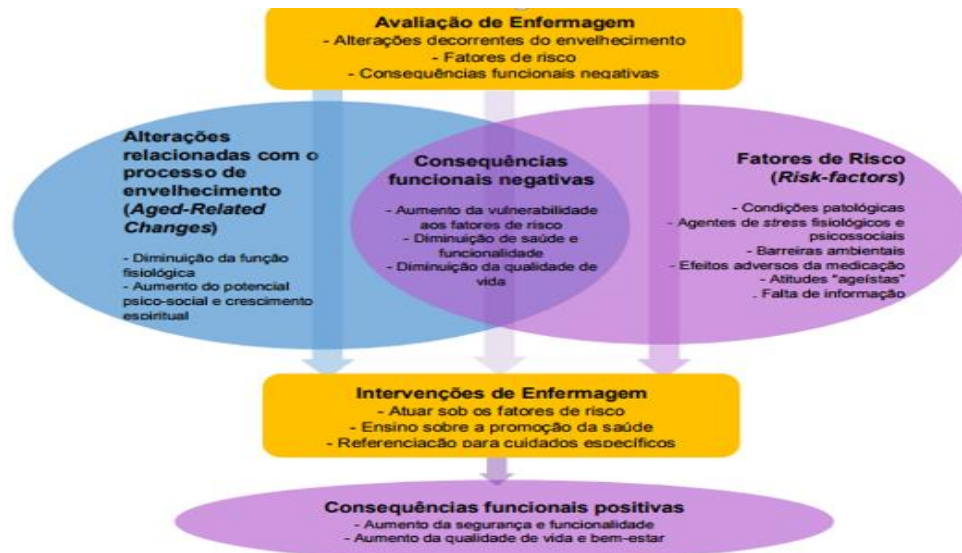 Avaliação de Enfermagem
- Alterações decorrentes do envelhecimento
- Fatores de risco
- Consequências funcionais negativas
Alterações
relacionadas com o
processo de
envelhecimento
(Aged-Related
Changes)
- Diminuição da função
fisiológica
- Aumento do potencial
psico-social e crescimento
espiritual
Consequências
funcionais negativas
- Aumento da vulnerabilidade
aos fatores de risco
- Diminuição de saúde e
funcionalidade
- Diminuição da qualidade de
vida
Fatores de Risco
(Risk-factors)
- Condições patológicas
- Agentes de stress fisiológicos e
psicossociais
- Barreiras ambientais
- Efeitos adversos da medicação
- Atitudes "ageístas"
. Falta de informação
Intervenções de Enfermagem
- Atuar sob os fatores de risco
- Ensino sobre a promoção da saúde
- Referenciação para cuidados específicos
Consequências funcionais positivas
- Aumento da segurança e funcionalidade
- Aumento da qualidade de vida e bem-estar